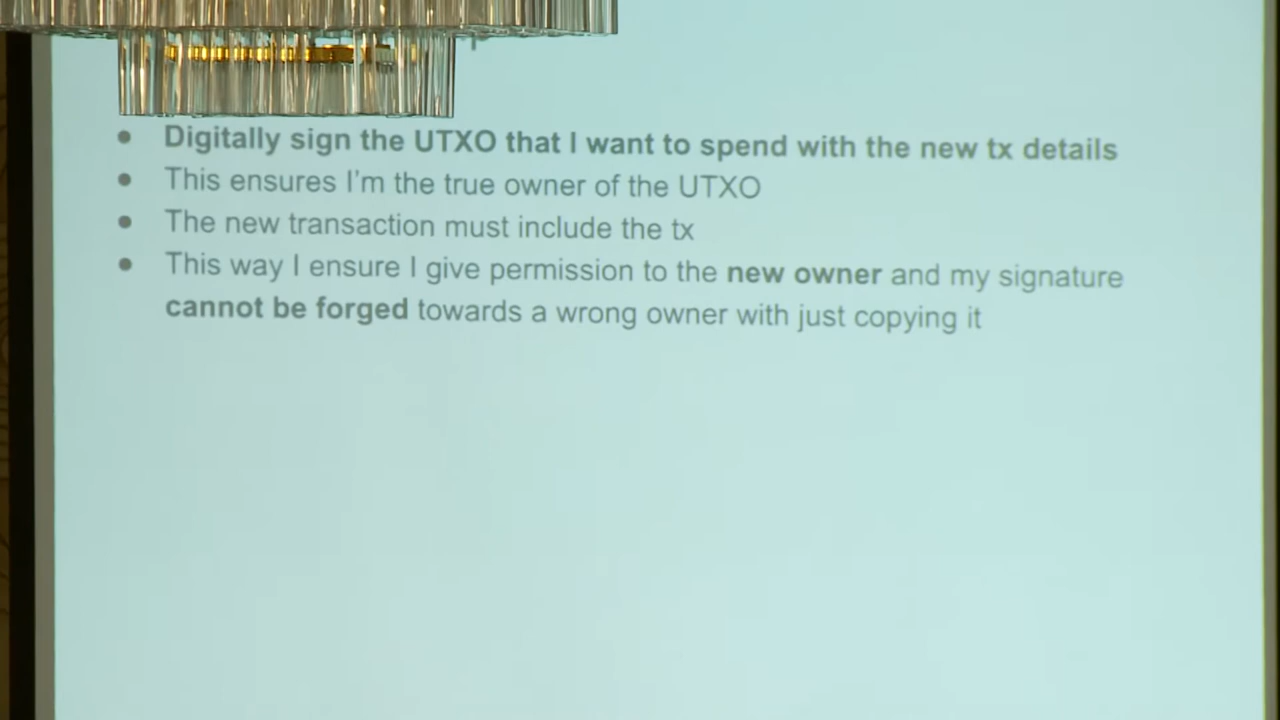 ● Digitally sign the UTXO that I want to spend with the new tx details
● This ensures I'm the true owner of the UTXO
● The new transaction must include the tx
● This way I ensure I give permission to the new owner and my signature
cannot be forged towards a wrong owner with just copying it